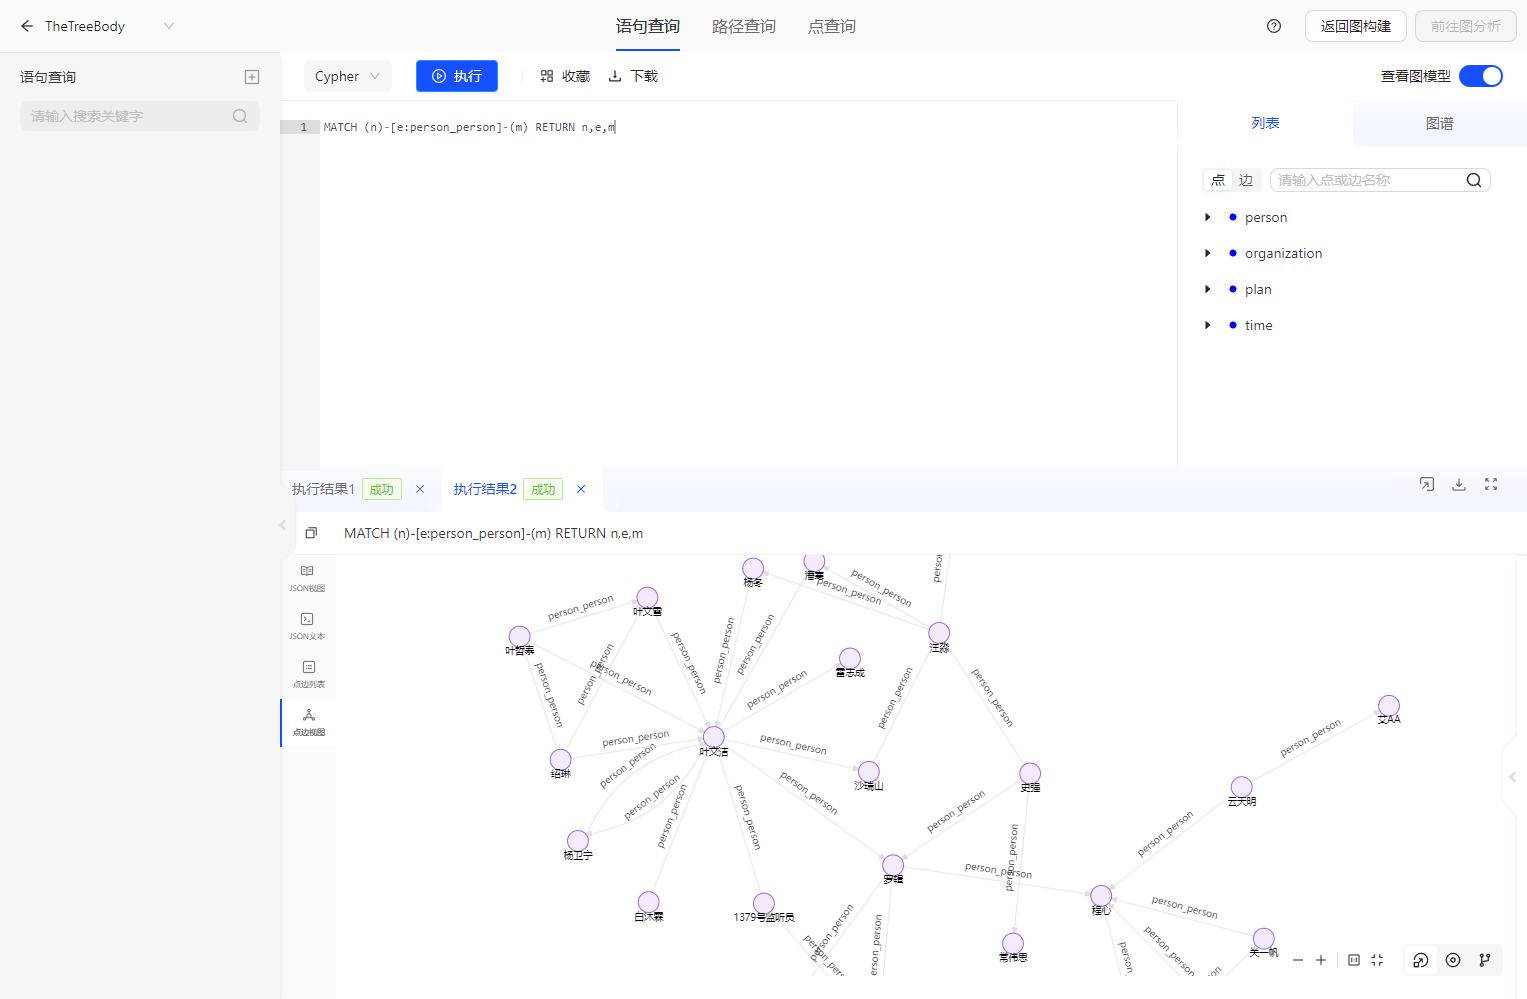 TheTreeBody
语句查询
路径查询
点查询
返回图构建
前往图分析
语句查询
请输入搜索关键字
Cypher
执行
收藏
下载
查看图模型
1
MATCH (n)-[e:person_person]-(m) RETURN n,e,m
列表
图谱
点
边
请输入点或边名称
person
organization
plan
time
执行结果1
成功
执行结果2
成功
MATCH (n)-[e:person_person]-(m) RETURN n,e,m
JSON视图
JSON文本
点边列表
点边视图
杨冬
person
person_person
person_person
叶文雪
person_person
叶哲泰
汪淼
person_person
person_person
person_person
person_person
person_person
person_person
雷志成
person_person
person_person
person_person
person_person
艾AA
person_person
叶文洁
person_person
person_person
绍琳
person_person
沙瑞山
史强
云天明
person_person
person_person
person_person
person_person
person_person
person_person
杨卫宁
person_person
罗辑
person_person
person_person
白沐霖
1379号监听员
程心
person_person
关一帆
常伟思
person_person
person_person
erson_person
person_
person_person